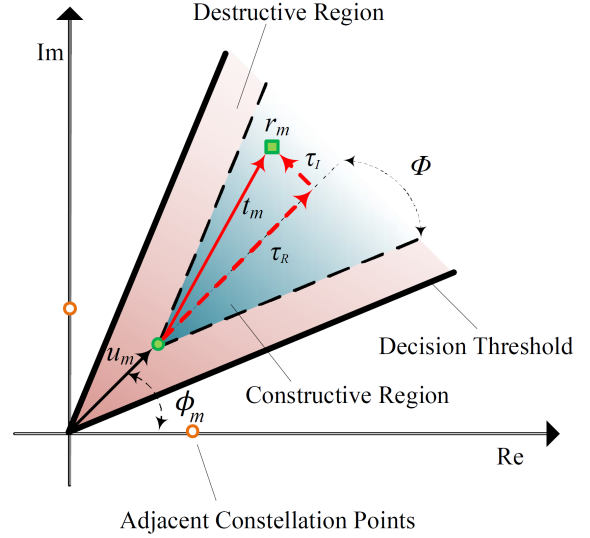 Destructive Region
Im
r_m
τ_I
Φ
t_m
τ_R
u_m
Decision Threshold
ϕ_m
Constructive Region
Re
Adjacent Constellation Points